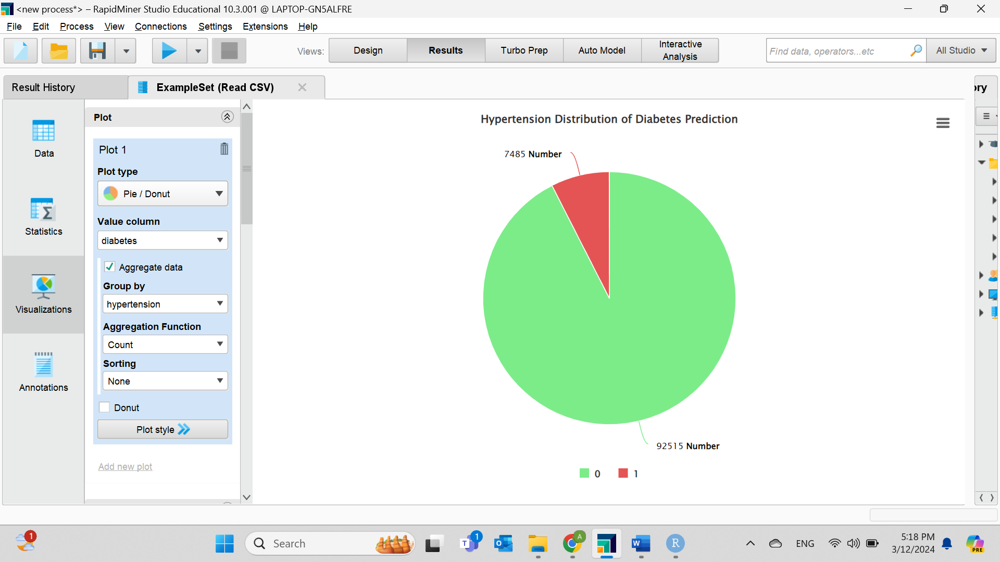 <new process*> – RapidMiner Studio Educational 10.3.001 @ LAPTOP-GN5ALFRE
File Edit Process View Connections Settings Extensions Help
Views: Design Results Turbo Prep Auto Model Interactive Analysis
Find data, operators...etc
All Studio
Result History
ExampleSet (Read CSV)
ory
Data
Statistics
Visualizations
Annotations
Plot
Plot 1
Plot type
Pie / Donut
Value column
diabetes
Aggregate data
Group by
hypertension
Aggregation Function
Count
Sorting
None
Donut
Plot style
Add new plot
Hypertension Distribution of Diabetes Prediction
7485 Number
92515 Number
0 1
1
Search
T
1
O
A
W
R
ENG
5:18 PM
3/12/2024
PRE